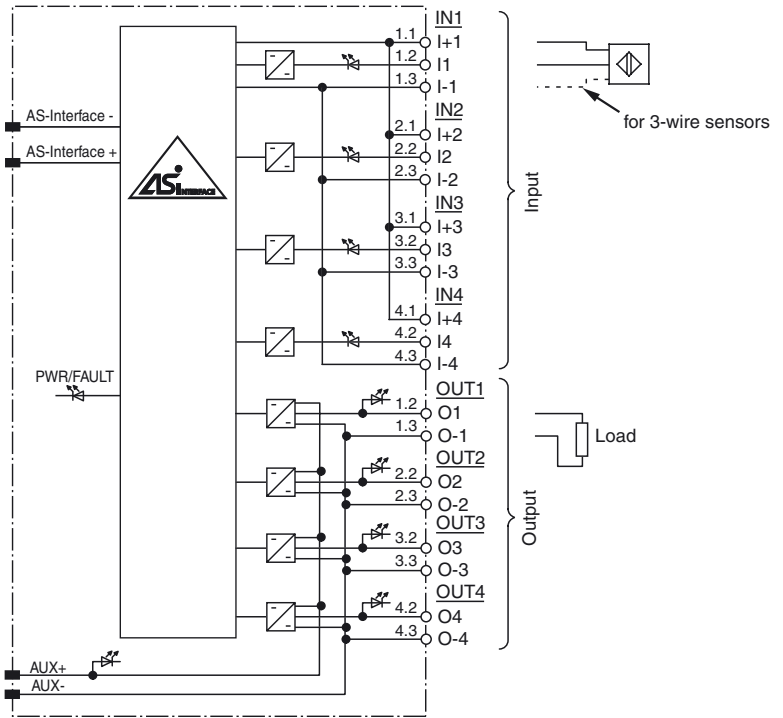 IN1
1.1 I+1
1.2 I1
1.3 I-1
for 3-wire sensors
IN2
2.1 I+2
2.2 I2
2.3 I-2
AS-Interface -
AS-Interface +
ASi INTERFACE
IN3
3.1 I+3
3.2 I3
3.3 I-3
IN4
4.1 I+4
4.2 I4
4.3 I-4
Input
PWR/FAULT
OUT1
1.2 O1
1.3 O-1
Load
OUT2
2.2 O2
2.3 O-2
OUT3
3.2 O3
3.3 O-3
OUT4
4.2 O4
4.3 O-4
Output
AUX+
AUX-